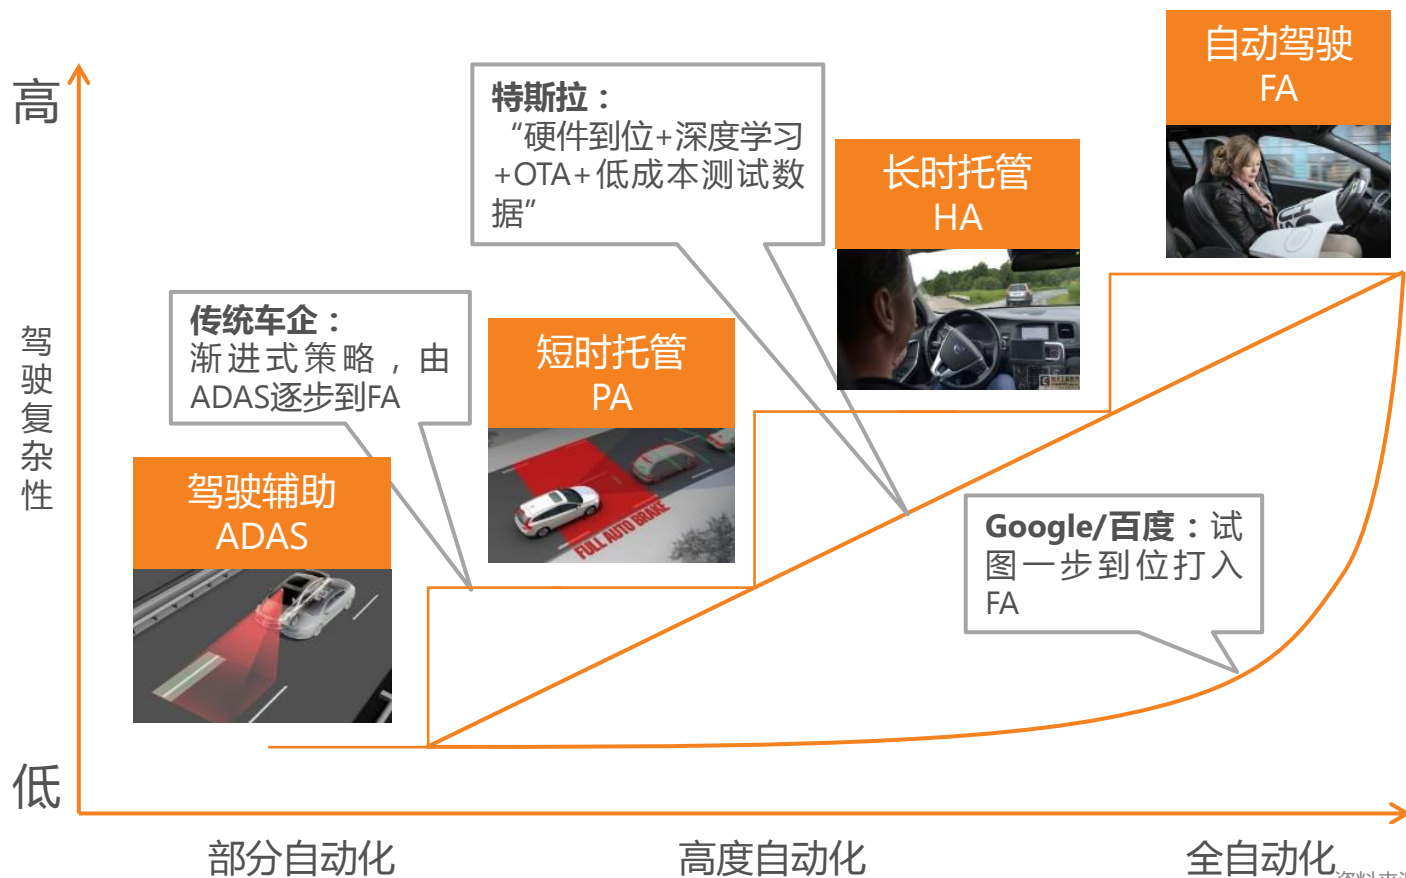 自动驾驶
FA
高
特斯拉：
“硬件到位+深度学习
+OTA+低成本测试数
据”
长时托管
HA
传统车企：
渐进式策略，由
ADAS逐步到FA
短时托管
PA
驾驶复杂性
驾驶辅助
ADAS
FULL AUTO BRAKE
Google/百度：试
图一步到位打入
FA
低
部分自动化
高度自动化
全自动化